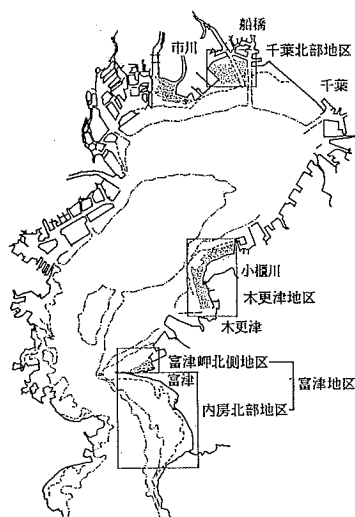 船橋
市川
千葉北部地区
千葉
小櫃川
木更津地区
木更津
富津岬北側地区
富津
富津地区
内房北部地区